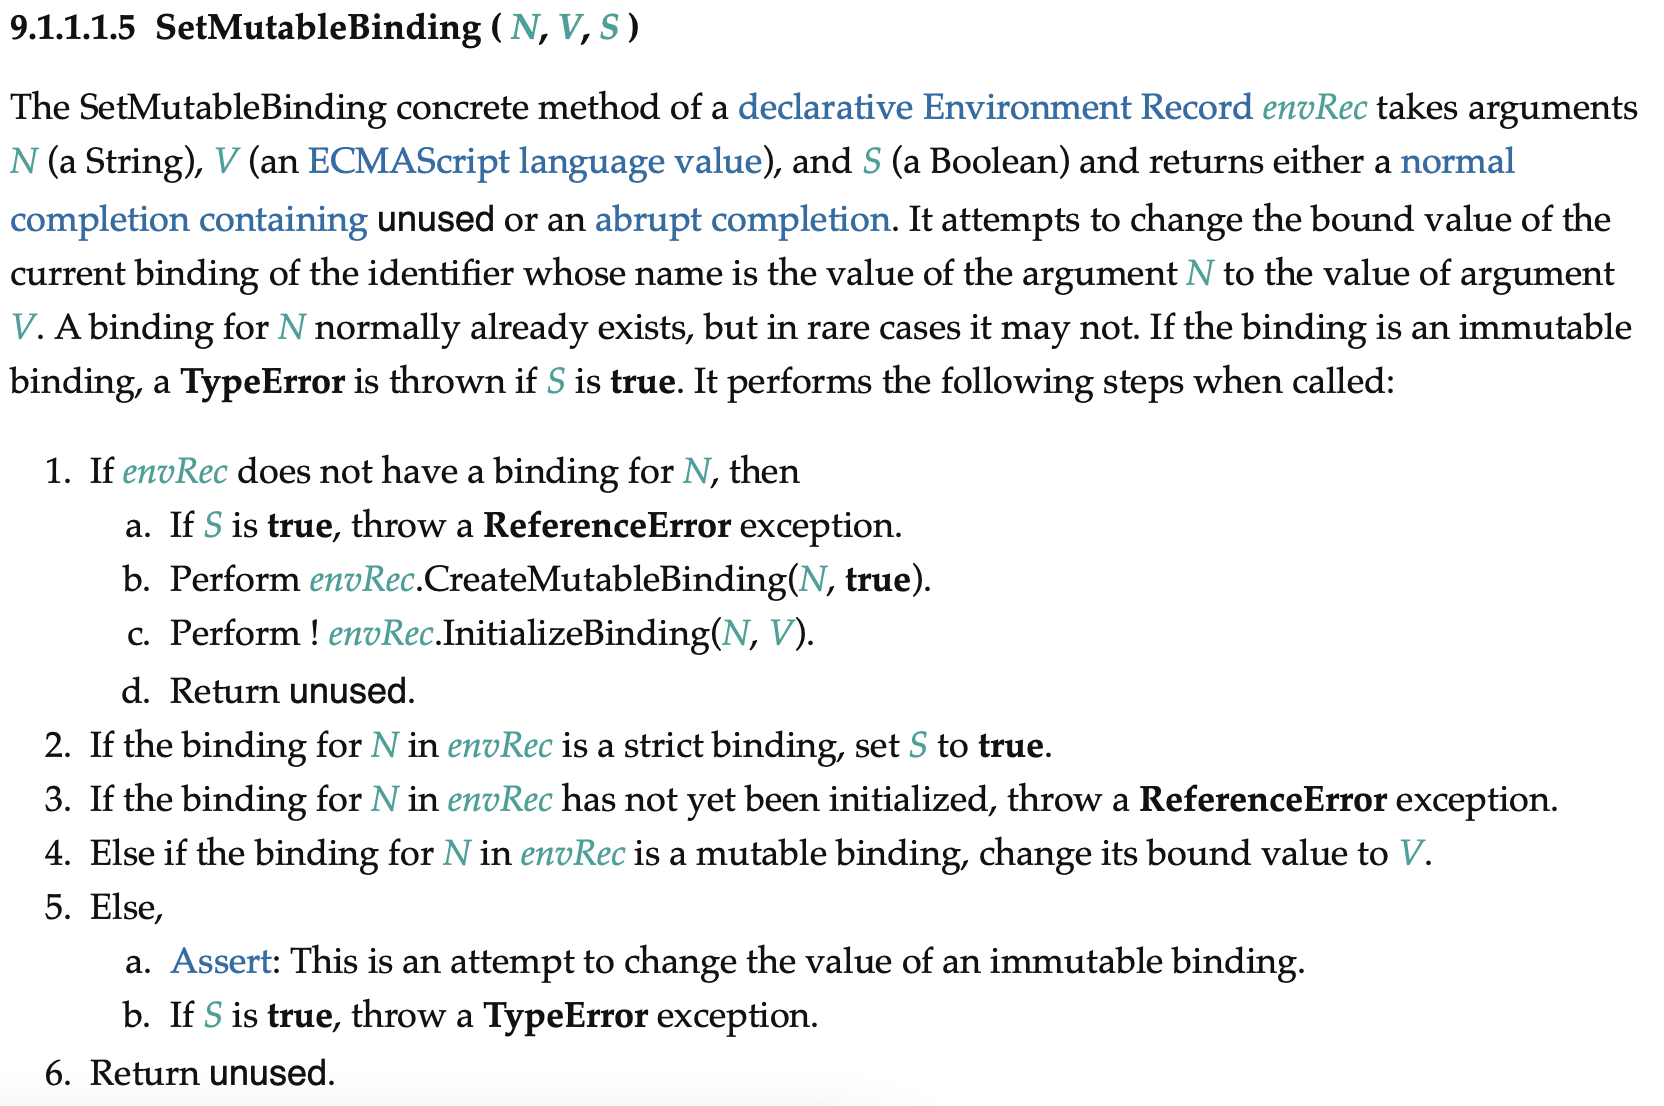 9.1.1.1.5 SetMutableBinding ( N, V, S )
The SetMutableBinding concrete method of a declarative Environment Record envRec takes arguments
N (a String), V (an ECMAScript language value), and S (a Boolean) and returns either a normal
completion containing unused or an abrupt completion. It attempts to change the bound value of the
current binding of the identifier whose name is the value of the argument N to the value of argument
V. A binding for N normally already exists, but in rare cases it may not. If the binding is an immutable
binding, a TypeError is thrown if S is true. It performs the following steps when called:
1. If envRec does not have a binding for N, then
a. If S is true, throw a ReferenceError exception.
b. Perform envRec.CreateMutableBinding(N, true).
c. Perform ! envRec.InitializeBinding(N, V).
d. Return unused.
2. If the binding for N in envRec is a strict binding, set S to true.
3. If the binding for N in envRec has not yet been initialized, throw a ReferenceError exception.
4. Else if the binding for N in envRec is a mutable binding, change its bound value to V.
5. Else,
a. Assert: This is an attempt to change the value of an immutable binding.
b. If S is true, throw a TypeError exception.
6. Return unused.